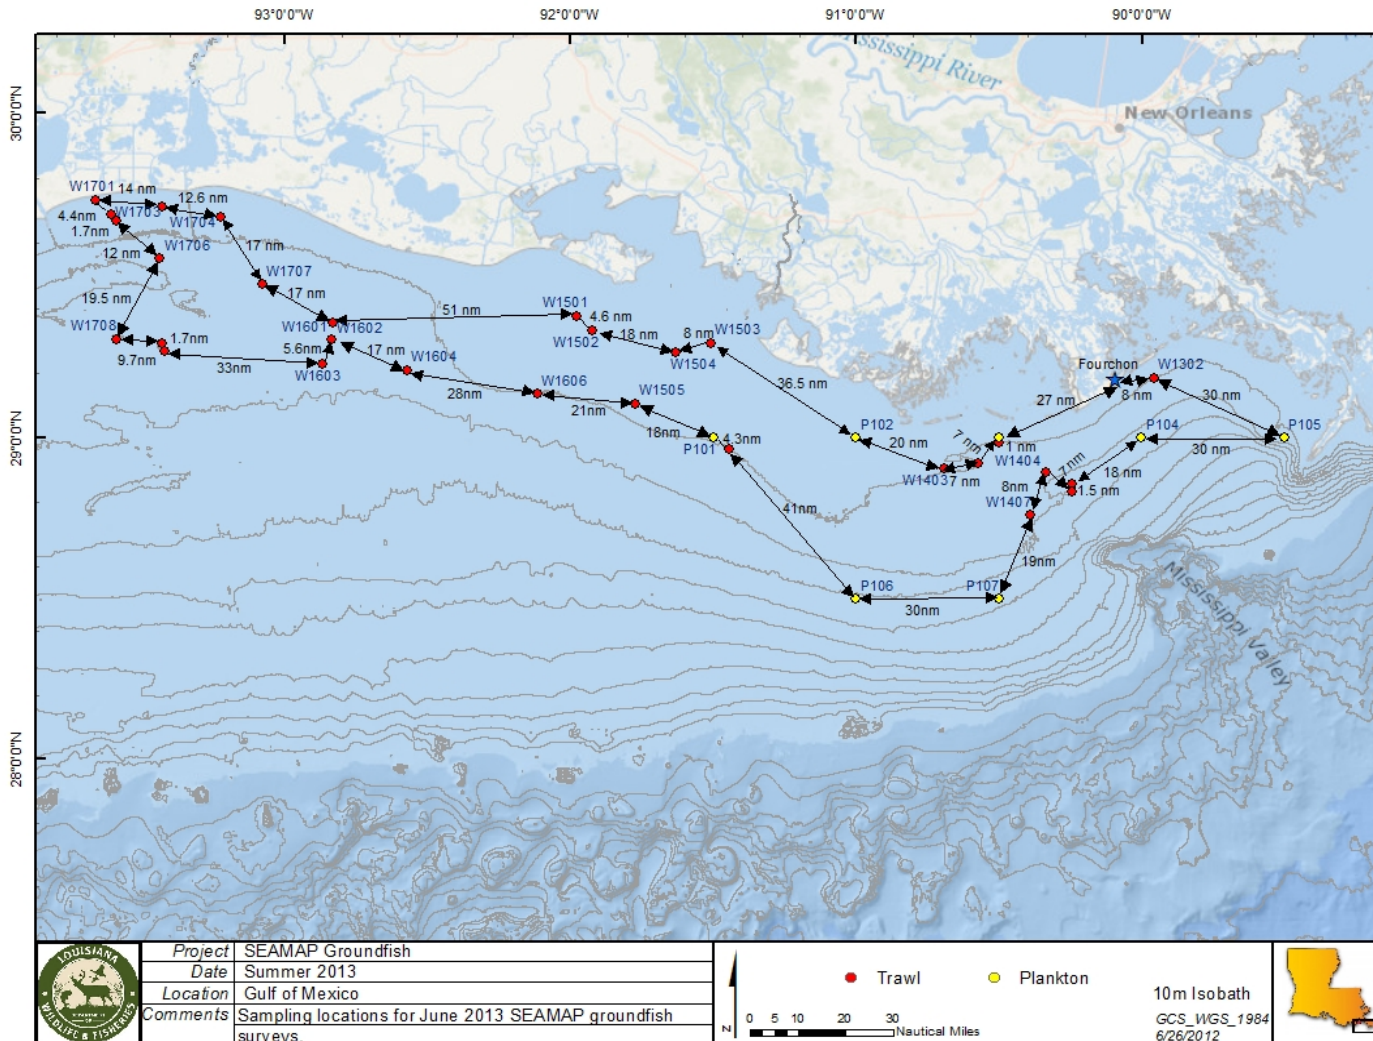 93°0'0"W 92°0'0"W 91°0'0"W 90°0'0"W
30°0'0"N
29°0'0"N
28°0'0"N
Mississippi River
New Orleans
W1701
14 nm
12.6 nm
4.4nm
W1703
W1704
1.7nm
W1706
12 nm
17 nm
W1707
19.5 nm
17 nm
51 nm
W1501
4.6 nm
W1708
W1601
W1602
W1502
18 nm
8 nm
W1503
1.7nm
5.6nm
17 nm
W1604
W1504
Fourchon
W1302
9.7nm
33nm
W1603
28nm
W1606
W1505
36.5 nm
27 nm
8 nm
30 nm
21nm
18nm
P102
P104
P105
4.3nm
P101
20 nm
7 nm
1 nm
W1404
7nm
18 nm
30 nm
W1403
7 nm
8nm
1.5 nm
W1407
41nm
19nm
P106
P107
30nm
Mississippi Valley
LOUISIANA
WILDLIFE & FISHERIES
DEPARTMENT
OF
Project SEAMAP Groundfish
Date Summer 2013
Location Gulf of Mexico
Comments Sampling locations for June 2013 SEAMAP groundfish
surveys.
N
Trawl
Plankton
0 5 10 20 30
Nautical Miles
10m Isobath
GCS_WGS_1984
6/26/2012